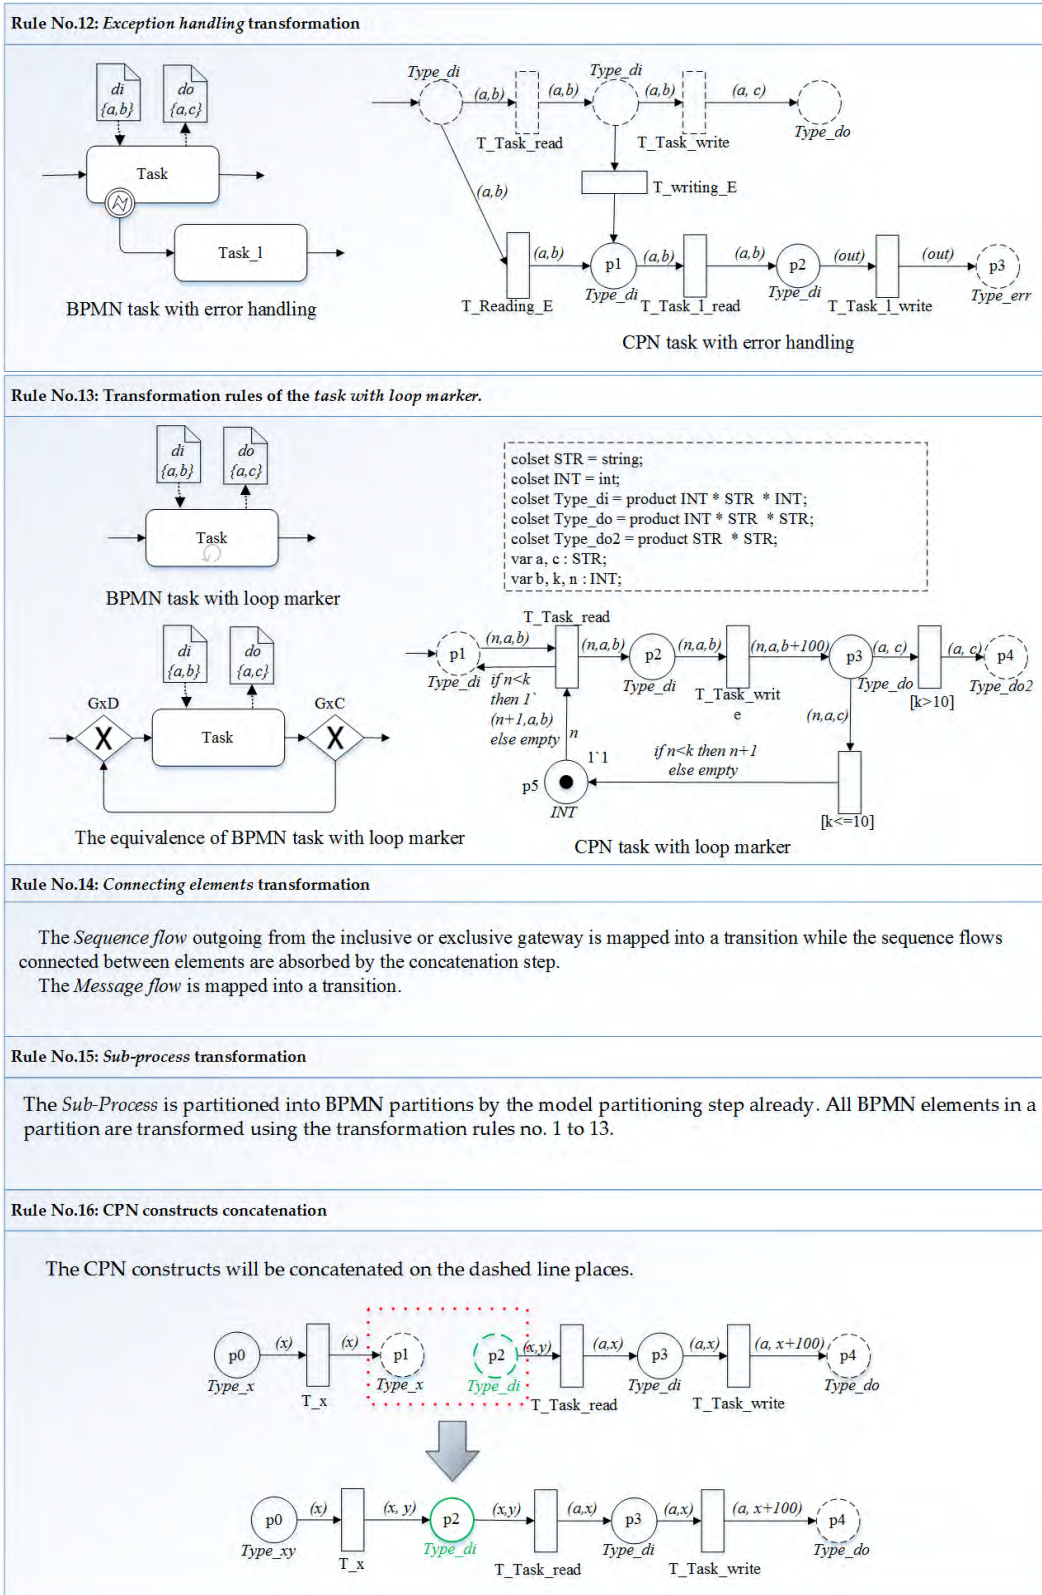 Rule No.12: Exception handling transformation
di
{a,b}
do
{a,c}
Task
Task_1
BPMN task with error handling
Type_di
(a,b)
(a,b)
Type_di
(a,b)
(a, c)
T_Task_read
T_Task_write
Type_do
(a,b)
T_writing_E
(a,b)
p1
(a,b)
(a,b)
p2
(out)
(out)
p3
Type_di
Type_di
Type_err
T_Reading_E
T_Task_1_read
T_Task_1_write
CPN task with error handling
Rule No.13: Transformation rules of the task with loop marker.
di
{a,b}
do
{a,c}
Task
BPMN task with loop marker
colset STR = string;
colset INT = int;
colset Type_di = product INT * STR * INT;
colset Type_do = product INT * STR * STR;
colset Type_do2 = product STR * STR;
var a, c : STR;
var b, k, n : INT;
di
{a,b}
do
{a,c}
GxD
GxC
X
Task
X
The equivalence of BPMN task with loop marker
T_Task_read
p1
(n,a,b)
(n,a,b)
p2
(n,a,b)
(n,a,b+100)
p3
(a, c)
(a, c)
p4
Type_di
Type_di
Type_do
Type_do2
T_Task_writ
e
[k>10]
if n<k
then 1`
(n+1,a,b)
else empty
n
(n,a,c)
1`1
p5
INT
if n<k then n+1
else empty
[k<=10]
CPN task with loop marker
Rule No.14: Connecting elements transformation
The Sequence flow outgoing from the inclusive or exclusive gateway is mapped into a transition while the sequence flows
connected between elements are absorbed by the concatenation step.
The Message flow is mapped into a transition.
Rule No.15: Sub-process transformation
The Sub-Process is partitioned into BPMN partitions by the model partitioning step already. All BPMN elements in a
partition are transformed using the transformation rules no. 1 to 13.
Rule No.16: CPN constructs concatenation
The CPN constructs will be concatenated on the dashed line places.
p0
(x)
(x)
p1
p2
(x,y)
(a,x)
p3
(a,x)
(a, x+100)
p4
Type_x
T_x
Type_x
Type_di
T_Task_read
Type_di
T_Task_write
Type_do
p0
(x)
(x, y)
p2
(x,y)
(a,x)
p3
(a,x)
(a, x+100)
p4
Type_xy
T_x
Type_di
T_Task_read
Type_di
T_Task_write
Type_do